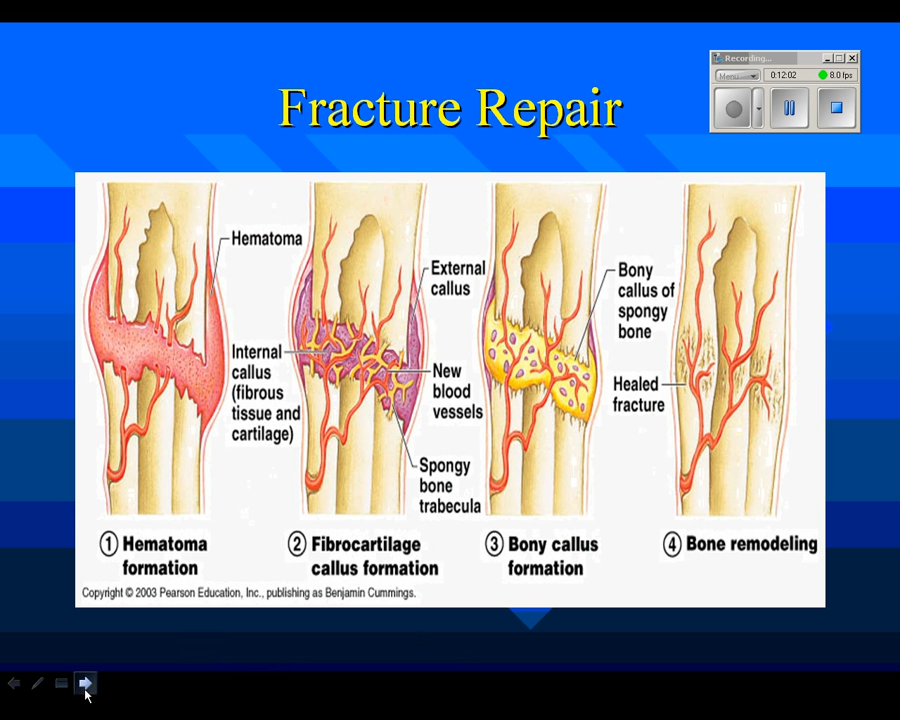 Recording...
Menu
0:12:02
8.0 fps
Fracture Repair
Hematoma
External
callus
Internal
callus
(fibrous
tissue and
cartilage)
New
blood
vessels
Spongy
bone
trabecula
Bony
callus of
spongy
bone
Healed
fracture
1 Hematoma
formation
2 Fibrocartilage
callus formation
3 Bony callus
formation
4 Bone remodeling
Copyright © 2003 Pearson Education, Inc., publishing as Benjamin Cummings.